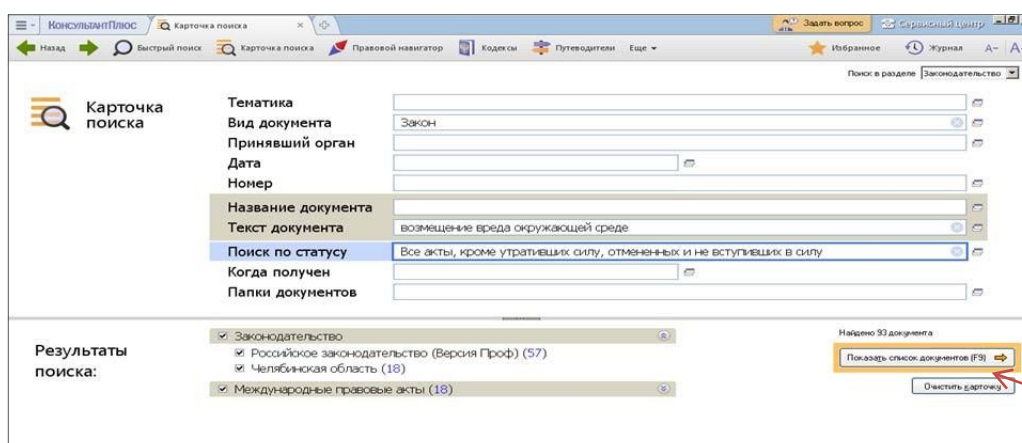 КонсультантПлюс Карточка поиска Задать вопрос Сервисный центр
Назад Быстрый поиск Карточка поиска Правовой навигатор Кодексы Путеводители Еще Избранное Журнал А- А
Поиск в разделе Законодательство
Карточка поиска
Тематика
Вид документа Закон
Принявший орган
Дата
Номер
Название документа
Текст документа возмещение вреда окружающей среде
Поиск по статусу Все акты, кроме утративших силу, отмененных и не вступивших в силу
Когда получен
Папки документов
Результаты поиска:
Законодательство
Российское законодательство (Версия Проф) (57)
Челябинская область (18)
Международные правовые акты (18)
Найдено 93 документа
Показать список документов (F9)
Очистить карточку